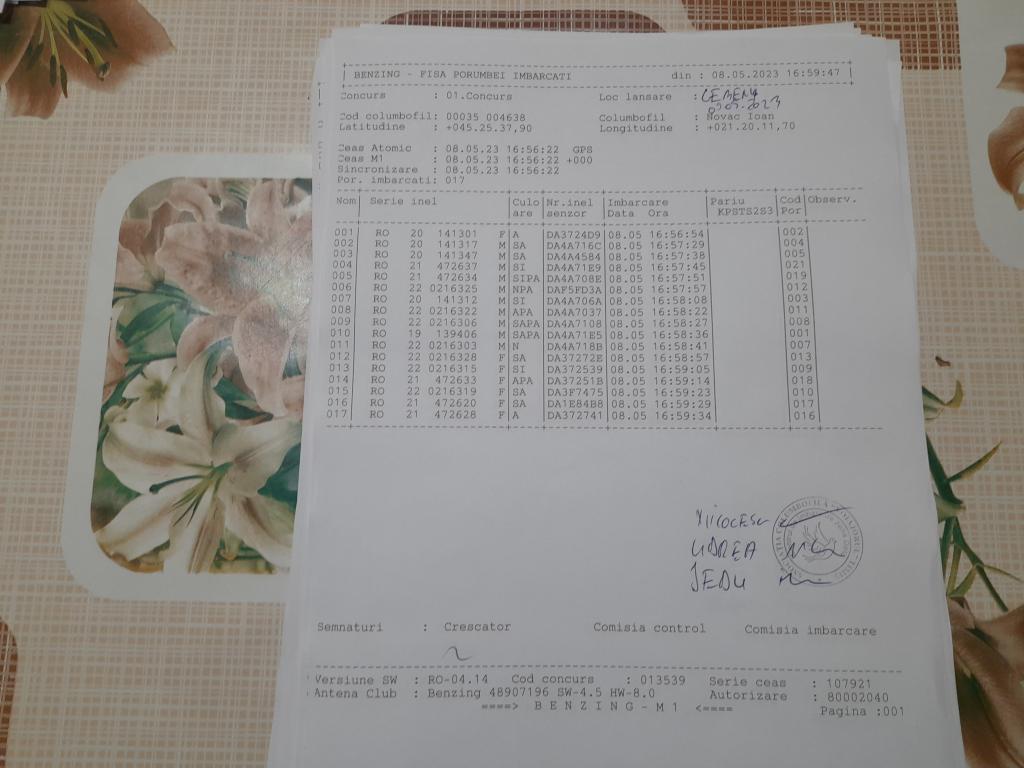 BENZING - FISA PORUMBEI IMBARCATI din : 08.05.2023 16:59:47
Concurs : 01.Concurs Loc lansare :
Cod columbofil: 00035 004638 Columbofil : Novac Ioan
Latitudine : +045.25.37,90 Longitudine : +021.20.11,70
Ceas Atomic : 08.05.23 16:56:22 GPS
Ceas M1 : 08.05.23 16:56:22 +000
Sincronizare : 08.05.23 16:56:22
Por. imbarcati: 017
Nom Serie inel Culo Nr.inel Imbarcare Pariu Cod Observ.
are senzor Data Ora KPSTS2S3 Por
001 RO 20 141301 F A DA3724D9 08.05 16:56:54 002
002 RO 20 141317 M SA DA4A716C 08.05 16:57:29 004
003 RO 20 141347 M SA DA4A4584 08.05 16:57:38 005
004 RO 21 472637 M SI DA4A71E9 08.05 16:57:45 021
005 RO 21 472634 M SIPA DA4A708E 08.05 16:57:51 019
006 RO 22 0216325 M NPA DAF5FD3A 08.05 16:57:57 012
007 RO 20 141312 M SI DA4A706A 08.05 16:58:08 003
008 RO 22 0216322 M APA DA4A7037 08.05 16:58:22 011
009 RO 22 0216306 M SAPA DA4A7108 08.05 16:58:27 008
010 RO 19 139406 M SAPA DA4A71E5 08.05 16:58:36 001
011 RO 22 0216303 M N DA4A718B 08.05 16:58:41 007
012 RO 22 0216328 F SA DA37272E 08.05 16:58:57 013
013 RO 22 0216315 F SI DA372539 08.05 16:59:05 009
014 RO 21 472633 F APA DA37251B 08.05 16:59:14 018
015 RO 22 0216319 F SA DA3F7475 08.05 16:59:23 010
016 RO 21 472620 F SA DA1E84B8 08.05 16:59:29 017
017 RO 21 472628 F A DA372741 08.05 16:59:34 016
UDREA
JEDU
Semnaturi : Crescator Comisia control Comisia imbarcare
Versiune SW : RO-04.14 Cod concurs : 013539 Serie ceas : 107921
Antena Club : Benzing 48907196 SW-4.5 HW-8.0 Autorizare : 80002040
====> B E N Z I N G - M 1 <==== Pagina :001